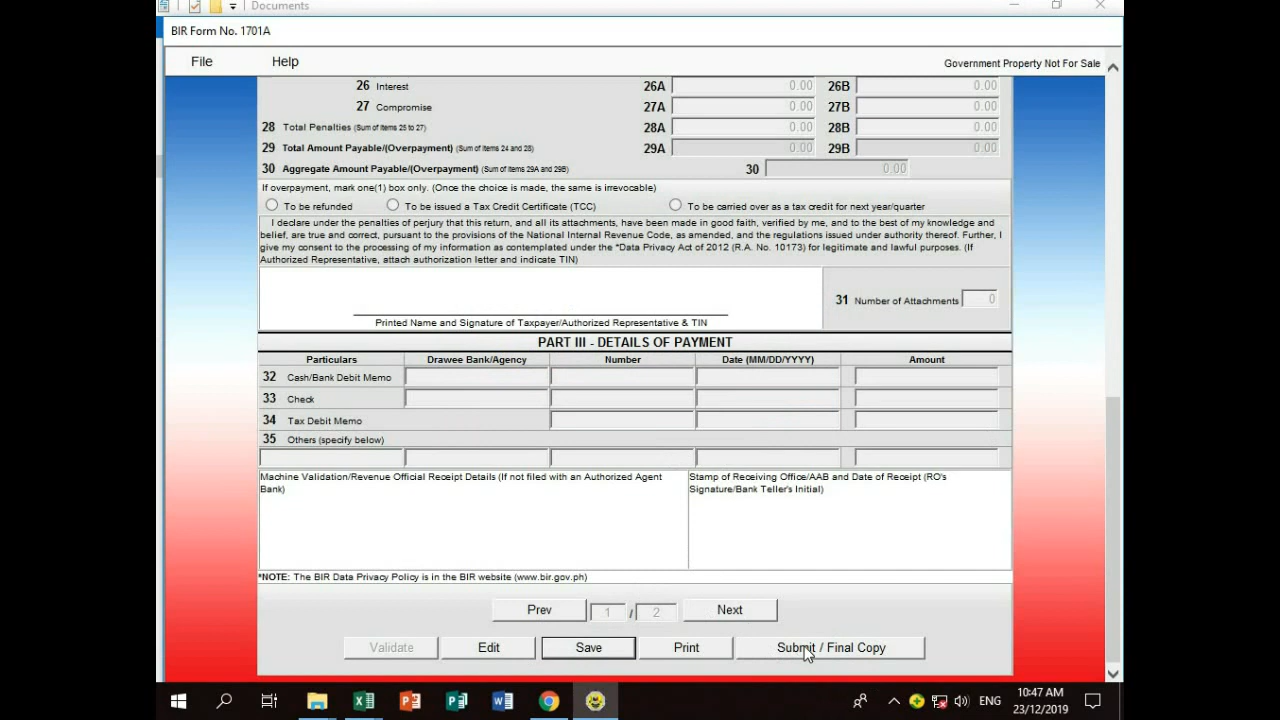 Documents
BIR Form No. 1701A
File Help Government Property Not For Sale
26 Interest 26A 0.00 26B 0.00
27 Compromise 27A 0.00 27B 0.00
28 Total Penalties (Sum of Items 25 to 27) 28A 0.00 28B 0.00
29 Total Amount Payable/(Overpayment) (Sum of Items 24 and 28) 29A 0.00 29B 0.00
30 Aggregate Amount Payable/(Overpayment) (Sum of Items 29A and 29B) 30 0.00
If overpayment, mark one(1) box only. (Once the choice is made, the same is irrevocable)
To be refunded To be issued a Tax Credit Certificate (TCC) To be carried over as a tax credit for next year/quarter
I declare under the penalties of perjury that this return, and all its attachments, have been made in good faith, verified by me, and to the best of my knowledge and
belief, are true and correct, pursuant to the provisions of the National Internal Revenue Code, as amended, and the regulations issued under authority thereof. Further, I
give my consent to the processing of my information as contemplated under the *Data Privacy Act of 2012 (R.A. No. 10173) for legitimate and lawful purposes. (If
Authorized Representative, attach authorization letter and indicate TIN)
31 Number of Attachments 0
Printed Name and Signature of Taxpayer/Authorized Representative & TIN
PART III - DETAILS OF PAYMENT
Particulars Drawee Bank/Agency Number Date (MM/DD/YYYY) Amount
32 Cash/Bank Debit Memo
33 Check
34 Tax Debit Memo
35 Others (specify below)
Machine Validation/Revenue Official Receipt Details (If not filed with an Authorized Agent
Bank)
Stamp of Receiving Office/AAB and Date of Receipt (RO's
Signature/Bank Teller's Initial)
*NOTE: The BIR Data Privacy Policy is in the BIR website (www.bir.gov.ph)
Prev 1 / 2 Next
Validate Edit Save Print Submit / Final Copy
ENG 10:47 AM
23/12/2019